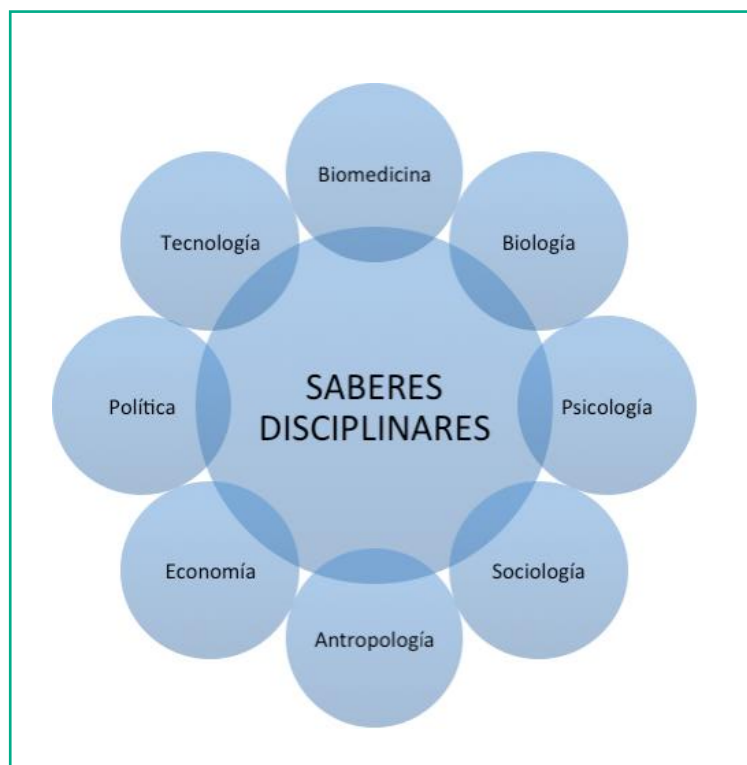 Biomedicina
Biología
Psicología
Sociología
Antropología
Economía
Política
Tecnología
SABERES
DISCIPLINARES